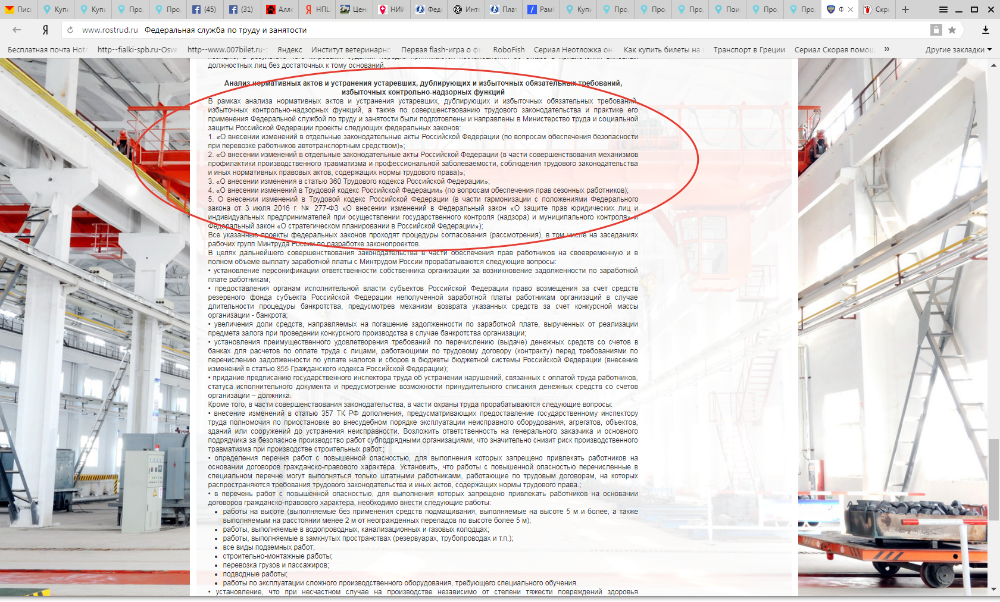 Пись
Купи
Купи
Про,
Про,
(45)
(31)
Алле
НПЦ
Цен
НИИ
Феде
Инте
Плат
Рамб
Купи
Про,
Про,
Про,
Поис
Про,
Про,
Ф
Скри
www.rostrud.ru Федеральная служба по труду и занятости
Бесплатная почта Hotm http--fialki-spb.ru-Osve http--www.007bilet.ru- Яндекс Институт ветеринарно Первая flash-игра о фи RoboFish Сериал Неотложка он Как купить билеты на Транспорт в Греции Сериал Скорая помощ » Другие закладки
должностных лиц без достаточных к тому оснований.
Анализ нормативных актов и устранения устаревших, дублирующих и избыточных обязательных требований,
избыточных контрольно-надзорных функций
В рамках анализа нормативных актов и устранения устаревших, дублирующих и избыточных обязательных требований,
избыточных контрольно-надзорных функций, а также по совершенствованию трудового законодательства и практике его
применения Федеральной службой по труду и занятости были подготовлены и направлены в Министерство труда и социальной
защиты Российской Федерации проекты следующих федеральных законов:
1. «О внесении изменений в отдельные законодательные акты Российской Федерации (по вопросам обеспечения безопасности
при перевозке работников автотранспортным средством)»;
2. «О внесении изменений в отдельные законодательные акты Российской Федерации (в части совершенствования механизмов
профилактики производственного травматизма и профессиональной заболеваемости, соблюдения трудового законодательства
и иных нормативных правовых актов, содержащих нормы трудового права)»;
3. «О внесении изменения в статью 360 Трудового кодекса Российской Федерации»;
4. «О внесении изменений в Трудовой кодекс Российской Федерации» (по вопросам обеспечения прав сезонных работников);
5. О внесении изменений в Трудовой кодекс Российской Федерации (в части гармонизации с положениями Федерального
закона от 3 июля 2016 г. № 277-ФЗ «О внесении изменений в Федеральный закон «О защите прав юридических лиц и
индивидуальных предпринимателей при осуществлении государственного контроля (надзора) и муниципального контроля» и
Федеральный закон «О стратегическом планировании в Российской Федерации»);
Все указанные проекты федеральных законов проходят процедуры согласования (рассмотрения), в том числе на заседаниях
рабочих групп Минтруда России по разработке законопроектов.
В целях дальнейшего совершенствования законодательства в части обеспечения прав работников на своевременную и в
полном объеме выплату заработной платы с Минтрудом России прорабатываются следующие вопросы:
• установление персонификации ответственности собственника организации за возникновение задолженности по заработной
плате работникам;
• предоставления органам исполнительной власти субъектов Российской Федерации право возмещения за счет средств
резервного фонда субъекта Российской Федерации неполученной заработной платы работникам организаций в случае
длительности процедуры банкротства, предусмотрев механизм возврата указанных средств за счет конкурсной массы
организации - банкрота;
• увеличения доли средств, направляемых на погашение задолженности по заработной плате, вырученных от реализации
предмета залога при проведении конкурсного производства в случае банкротства организации;
• установления преимущественного удовлетворения требований по перечислению (выдаче) денежных средств со счетов в
банках для расчетов по оплате труда с лицами, работающими по трудовому договору (контракту) перед требованиями по
перечислению задолженности по уплате налогов и сборов в бюджеты бюджетной системы Российской Федерации (внесение
изменений в статью 855 Гражданского кодекса Российской Федерации);
• придание предписанию государственного инспектора труда об устранении нарушений, связанных с оплатой труда работников,
статуса исполнительного документа и предусмотрение возможности принудительного списания денежных средств со счетов
организации – должника.
Кроме того, в части совершенствования законодательства, в части охраны труда прорабатываются следующие вопросы:
• внесение изменений в статью 357 ТК РФ дополнения, предусматривающих предоставление государственному инспектору
труда полномочия по приостановке во внесудебном порядке эксплуатации неисправного оборудования, агрегатов, объектов,
зданий или сооружений до устранения неисправности. Возложить ответственность на генерального заказчика и основного
подрядчика за безопасное производство работ субподрядными организациями, что значительно снизит риск производственного
травматизма при производстве строительных работ.;
• определения перечня работ с повышенной опасностью, для выполнения которых запрещено привлекать работников на
основании договоров гражданско-правового характера. Установить, что работы с повышенной опасностью перечисленные в
специальном перечне могут выполняться только штатными работниками, работающие по трудовым договорам, на которых
распространяются требования трудового законодательства и иных актов, содержащих нормы трудового права.;
• в перечень работ с повышенной опасностью, для выполнения которых запрещено привлекать работников на основании
договоров гражданско-правового характера, необходимо внести следующие работы:
• работы на высоте (выполняемые без применения средств подмащивания, выполняемые на высоте 5 м и более, а также
выполняемым на расстоянии менее 2 м от неогражденных перепадов по высоте более 5 м);
• работы, выполняемые в водопроводных, канализационных и газовых колодцах;
• работы, выполняемые в замкнутых пространствах (резервуарах, трубопроводах и т.п.);
• все виды подземных работ;
• строительно-монтажные работы;
• перевозка грузов и пассажиров;
• подводные работы;
• работы по эксплуатации сложного производственного оборудования, требующего специального обучения.
• установление, что при несчастном случае на производстве независимо от степени тяжести повреждений здоровья